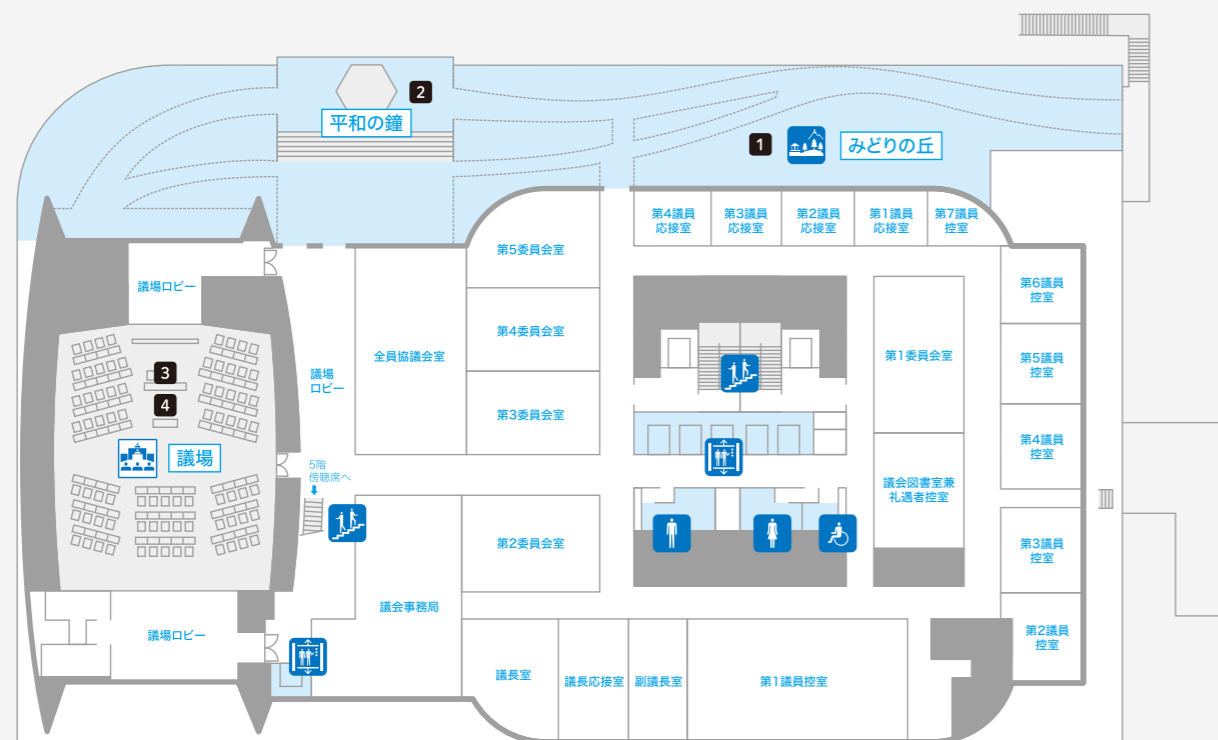 2
平和の鐘
1
みどりの丘
第4議員
応接室
第3議員
応接室
第2議員
応接室
第1議員
応接室
第7議員
控室
第5委員会室
議場ロビー
第6議員
控室
第4委員会室
全員協議会室
第1委員会室
第5議員
控室
3
議場
ロビー
4
第3委員会室
第4議員
控室
議場
5階
傍聴席へ
議会図書室兼
礼遇者控室
第2委員会室
第3議員
控室
議会事務局
議場ロビー
第2議員
控室
議長室
議長応接室
副議長室
第1議員控室